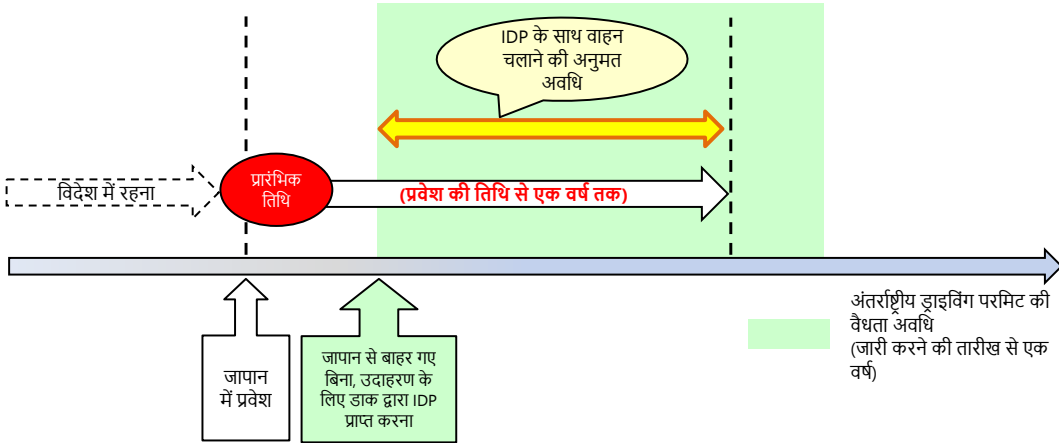 IDP के साथ वाहन
चलाने की अनुमत
अवधि
विदेश में रहना
प्रारंभिक
तिथि
(प्रवेश की तिथि से एक वर्ष तक)
जापान
में प्रवेश
जापान से बाहर गए
बिना, उदाहरण के
लिए डाक द्वारा IDP
प्राप्त करना
अंतर्राष्ट्रीय ड्राइविंग परमिट की
वैधता अवधि
(जारी करने की तारीख से एक
वर्ष)